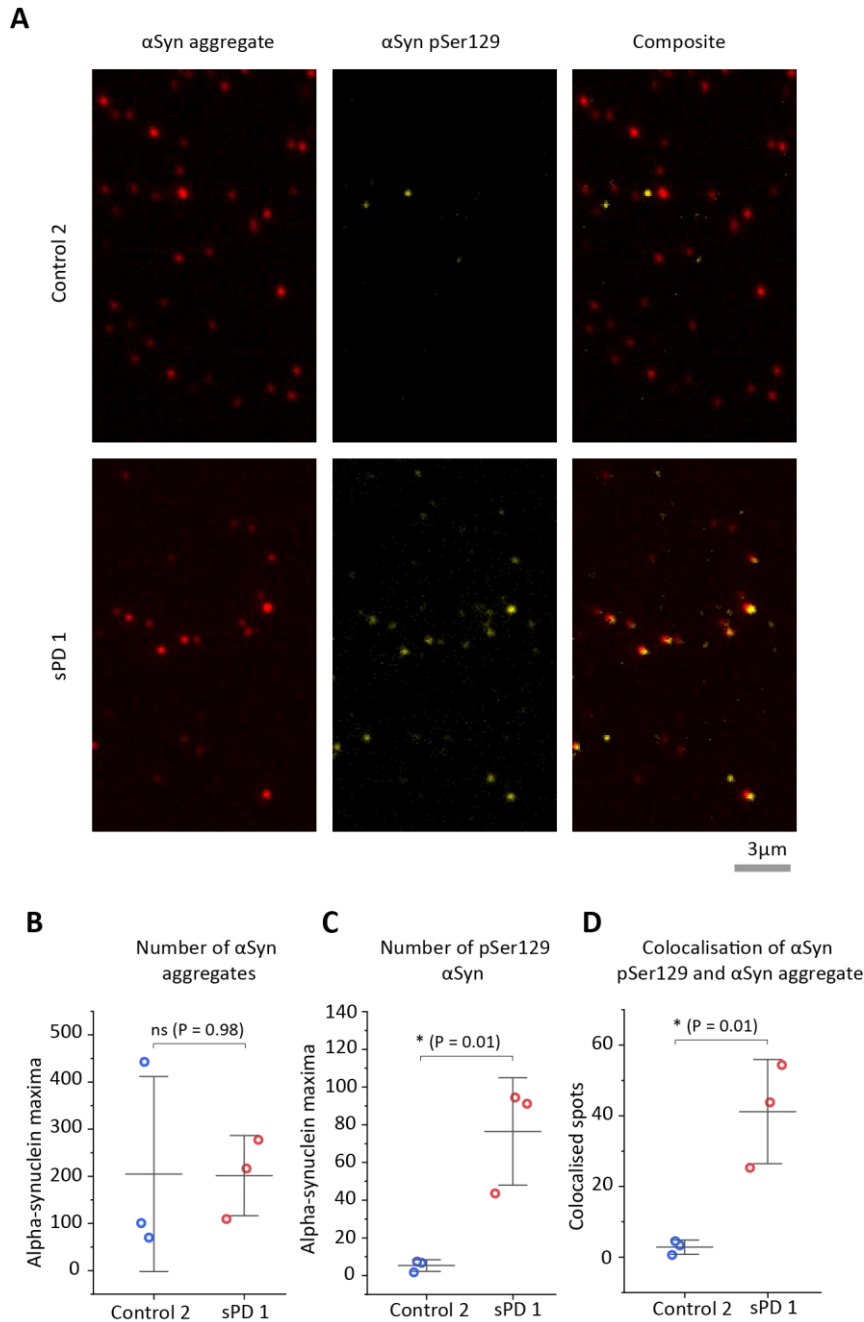 A
αSyn aggregate
αSyn pSer129
Composite
Control 2
sPD 1
3μm
B
Number of αSyn
aggregates
Alpha-synuclein maxima
500
400
300
200
100
0
ns (P = 0.98)
Control 2
sPD 1
C
Number of pSer129
αSyn
Alpha-synuclein maxima
140
120
100
80
60
40
20
0
* (P = 0.01)
Control 2
sPD 1
D
Colocalisation of αSyn
pSer129 and αSyn aggregate
Colocalised spots
60
40
20
0
* (P = 0.01)
Control 2
sPD 1